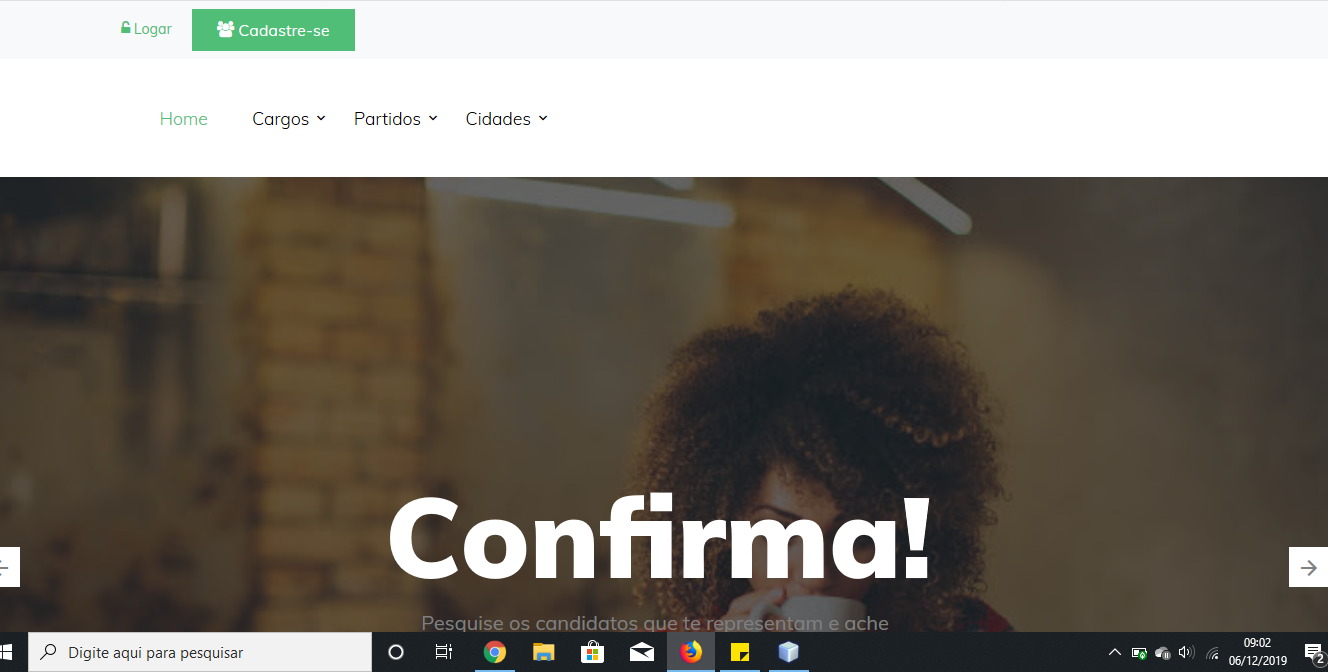 Logar
Cadastre-se
Home
Cargos
Partidos
Cidades
Confirma!
Pesquise os candidatos que te representam e ache
Digite aqui para pesquisar
09:02
06/12/2019
2